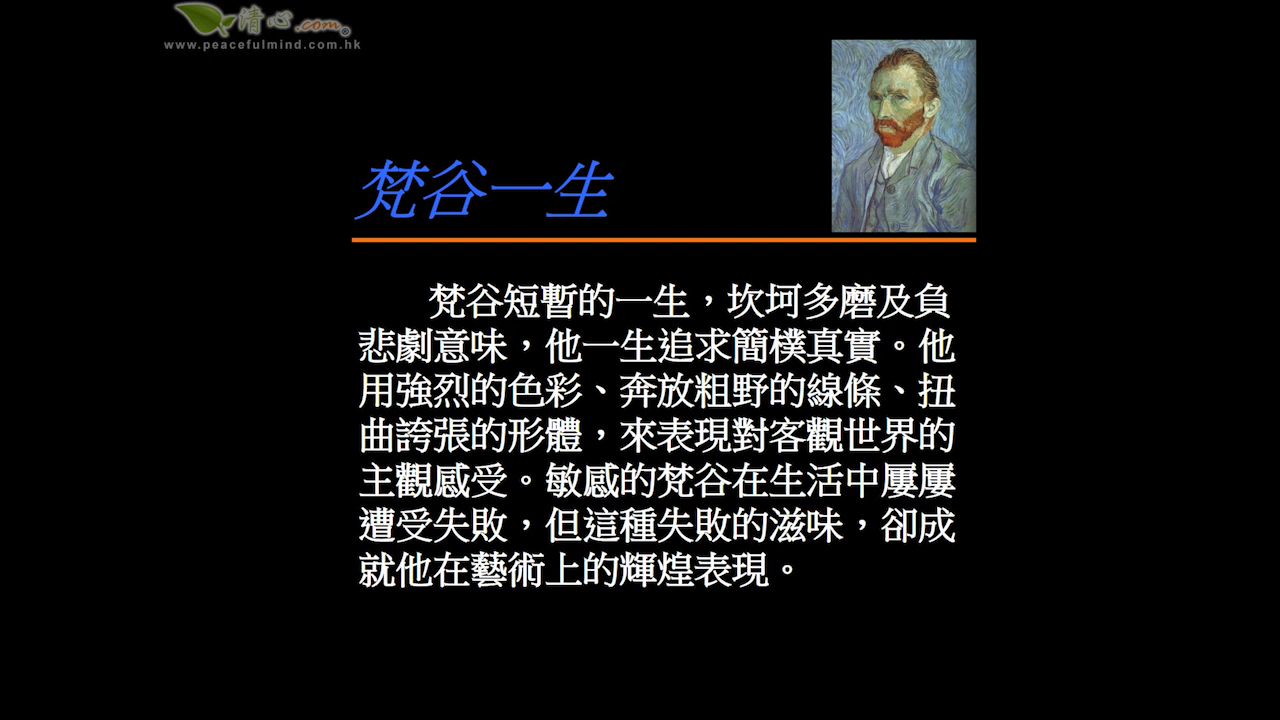 清心.com®
www.peacefulmind.com.hk
梵谷一生
梵谷短暫的一生，坎坷多磨及負
悲劇意味，他一生追求簡樸真實。他
用強烈的色彩、奔放粗野的線條、扭
曲誇張的形體，來表現對客觀世界的
主觀感受。敏感的梵谷在生活中屢屢
遭受失敗，但這種失敗的滋味，卻成
就他在藝術上的輝煌表現。